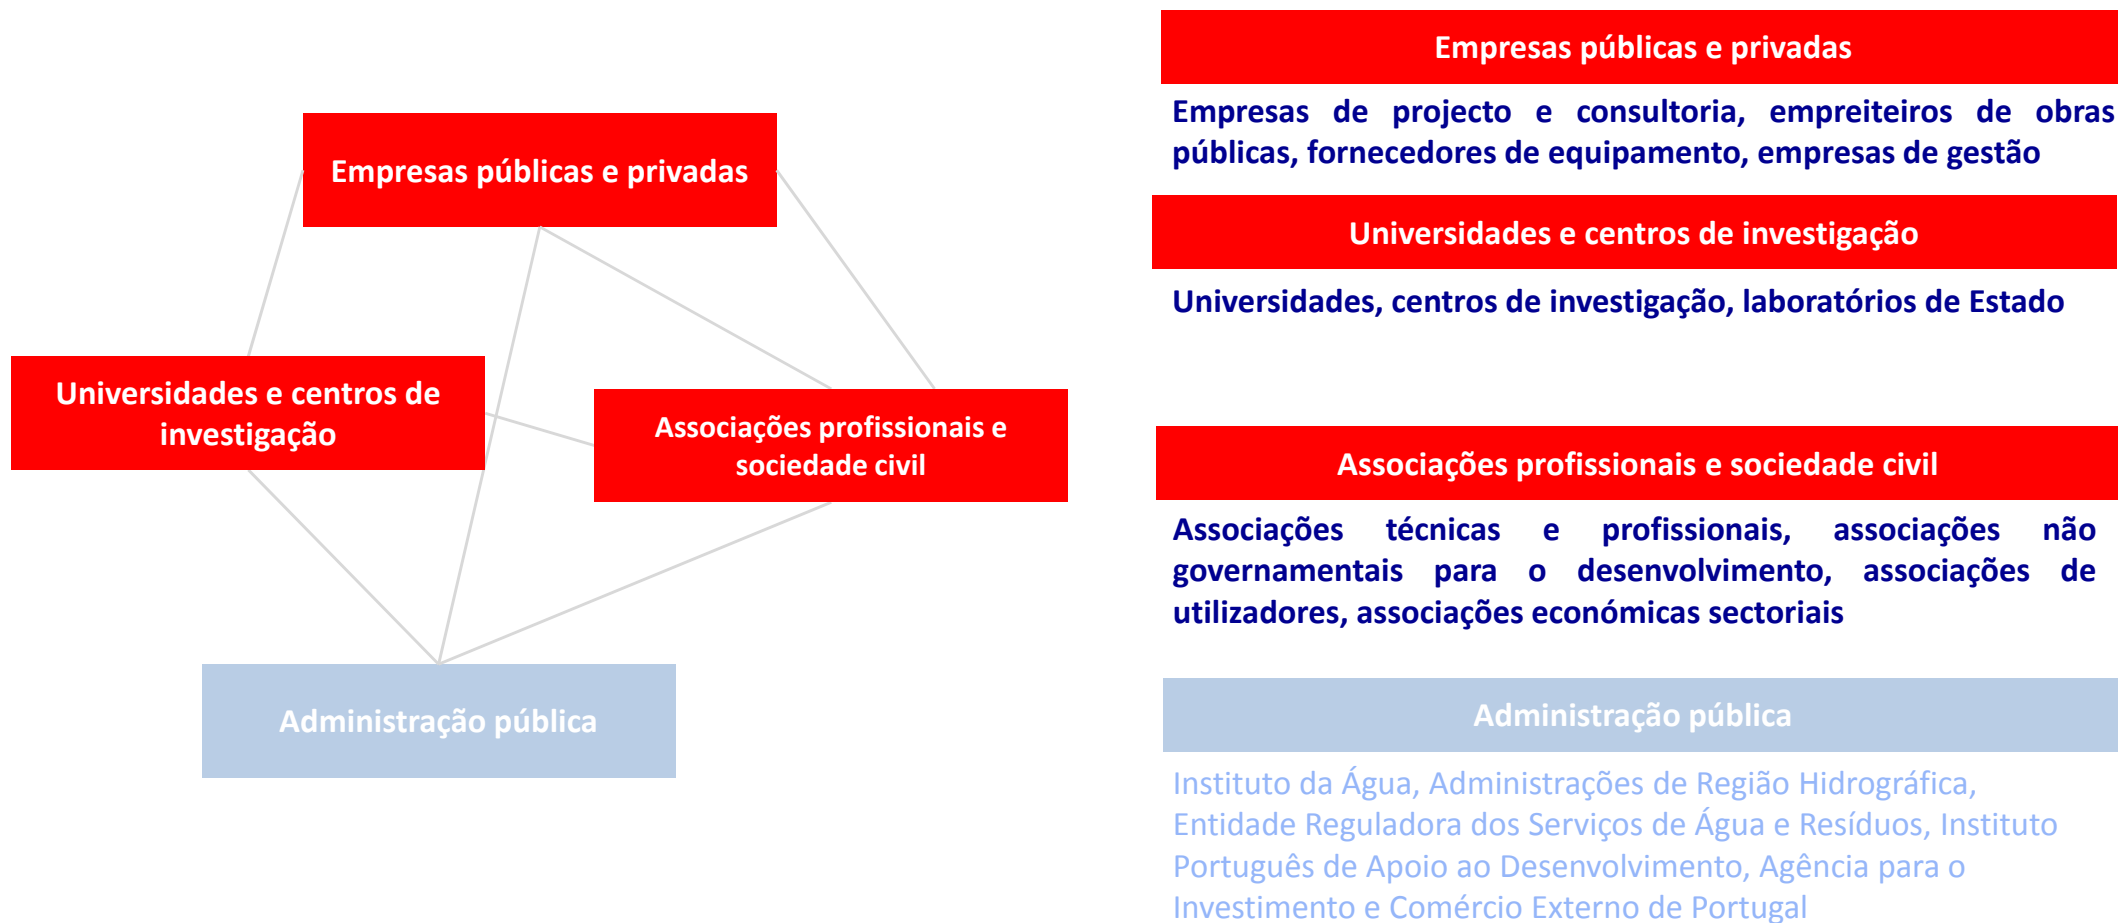 Empresas públicas e privadas
Universidades e centros de
investigação
Associações profissionais e
sociedade civil
Administração pública
Empresas públicas e privadas
Empresas de projecto e consultoria, empreiteiros de obras
públicas, fornecedores de equipamento, empresas de gestão
Universidades e centros de investigação
Universidades, centros de investigação, laboratórios de Estado
Associações profissionais e sociedade civil
Associações técnicas e profissionais, associações não
governamentais para o desenvolvimento, associações de
utilizadores, associações económicas sectoriais
Administração pública
Instituto da Água, Administrações de Região Hidrográfica,
Entidade Reguladora dos Serviços de Água e Resíduos, Instituto
Português de Apoio ao Desenvolvimento, Agência para o
Investimento e Comércio Externo de Portugal